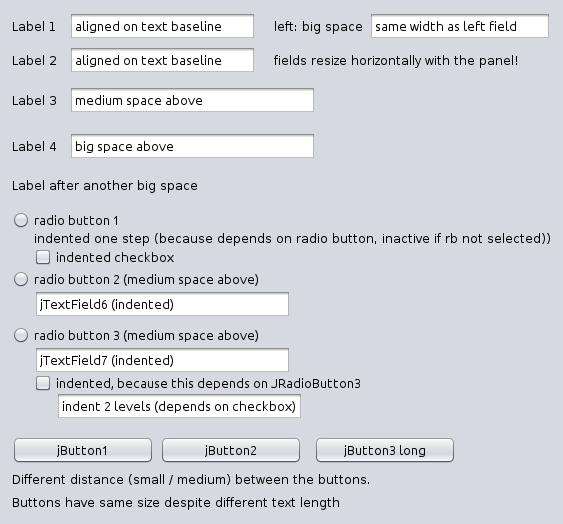 Label 1 aligned on text baseline left: big space same width as left field
Label 2 aligned on text baseline fields resize horizontally with the panel!
Label 3 medium space above
Label 4 big space above
Label after another big space
radio button 1
indented one step (because depends on radio button, inactive if rb not selected))
indented checkbox
radio button 2 (medium space above)
jTextField6 (indented)
radio button 3 (medium space above)
jTextField7 (indented)
indented, because this depends on JRadioButton3
indent 2 levels (depends on checkbox)
jButton1 jButton2 jButton3 long
Different distance (small / medium) between the buttons.
Buttons have same size despite different text length